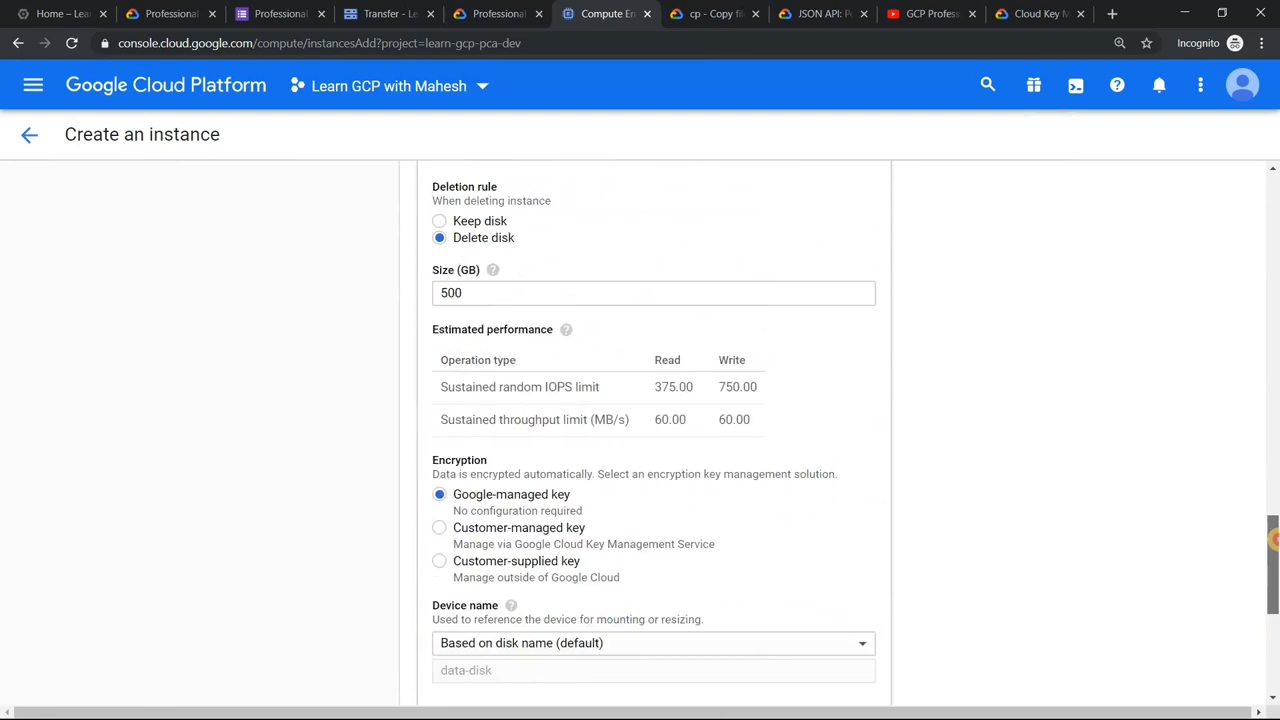 Home — Lea
Professional
Professional
Transfer - Le
Professional
Compute En
cp - Copy file
JSON API: Po
GCP Profess
Cloud Key M
console.cloud.google.com/compute/instancesAdd?project=learn-gcp-pca-dev
Incognito
Google Cloud Platform
Learn GCP with Mahesh
Create an instance
Deletion rule
When deleting instance
Keep disk
Delete disk
Size (GB)
500
Estimated performance
Operation type Read Write
Sustained random IOPS limit 375.00 750.00
Sustained throughput limit (MB/s) 60.00 60.00
Encryption
Data is encrypted automatically. Select an encryption key management solution.
Google-managed key
No configuration required
Customer-managed key
Manage via Google Cloud Key Management Service
Customer-supplied key
Manage outside of Google Cloud
Device name
Used to reference the device for mounting or resizing.
Based on disk name (default)
data-disk